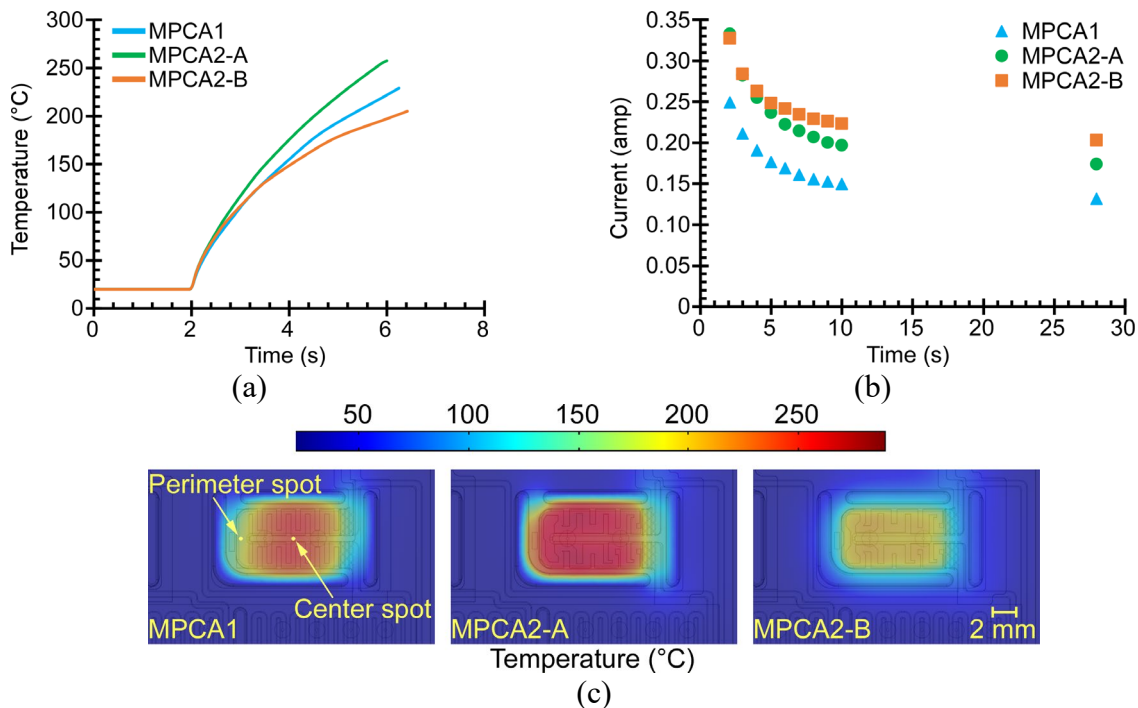 300
250
200
150
100
50
0
Temperature (°C)
MPCA1
MPCA2-A
MPCA2-B
0 2 4 6 8
Time (s)
(a)
0.35
0.30
0.25
0.20
0.15
0.10
0.05
0
Current (amp)
MPCA1
MPCA2-A
MPCA2-B
0 5 10 15 20 25 30
Time (s)
(b)
50 100 150 200 250
Perimeter spot
Center spot
MPCA1
MPCA2-A
MPCA2-B
2 mm
Temperature (°C)
(c)